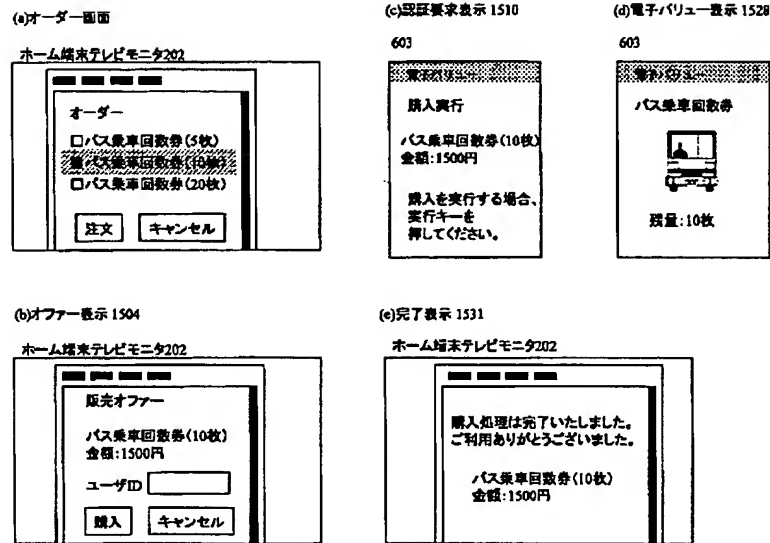 (a)オーダー画面
ホーム端末テレビモニタ202
オーダー
□バス乗車回数券(5枚)
バス乗車回数券(10枚)
□バス乗車回数券(20枚)
注文 キャンセル
(c)認証要求表示 1510
603
電子バリュー
購入実行
バス乗車回数券(10枚)
金額:1500円
購入を実行する場合、
実行キーを
押してください。
(d)電子バリュー表示 1528
603
電子バリュー
バス乗車回数券
残量:10枚
(b)オファー表示 1504
ホーム端末テレビモニタ202
販売オファー
バス乗車回数券(10枚)
金額:1500円
ユーザID
購入 キャンセル
(e)完了表示 1531
ホーム端末テレビモニタ202
購入処理は完了いたしました。
ご利用ありがとうございました。
バス乗車回数券(10枚)
金額:1500円